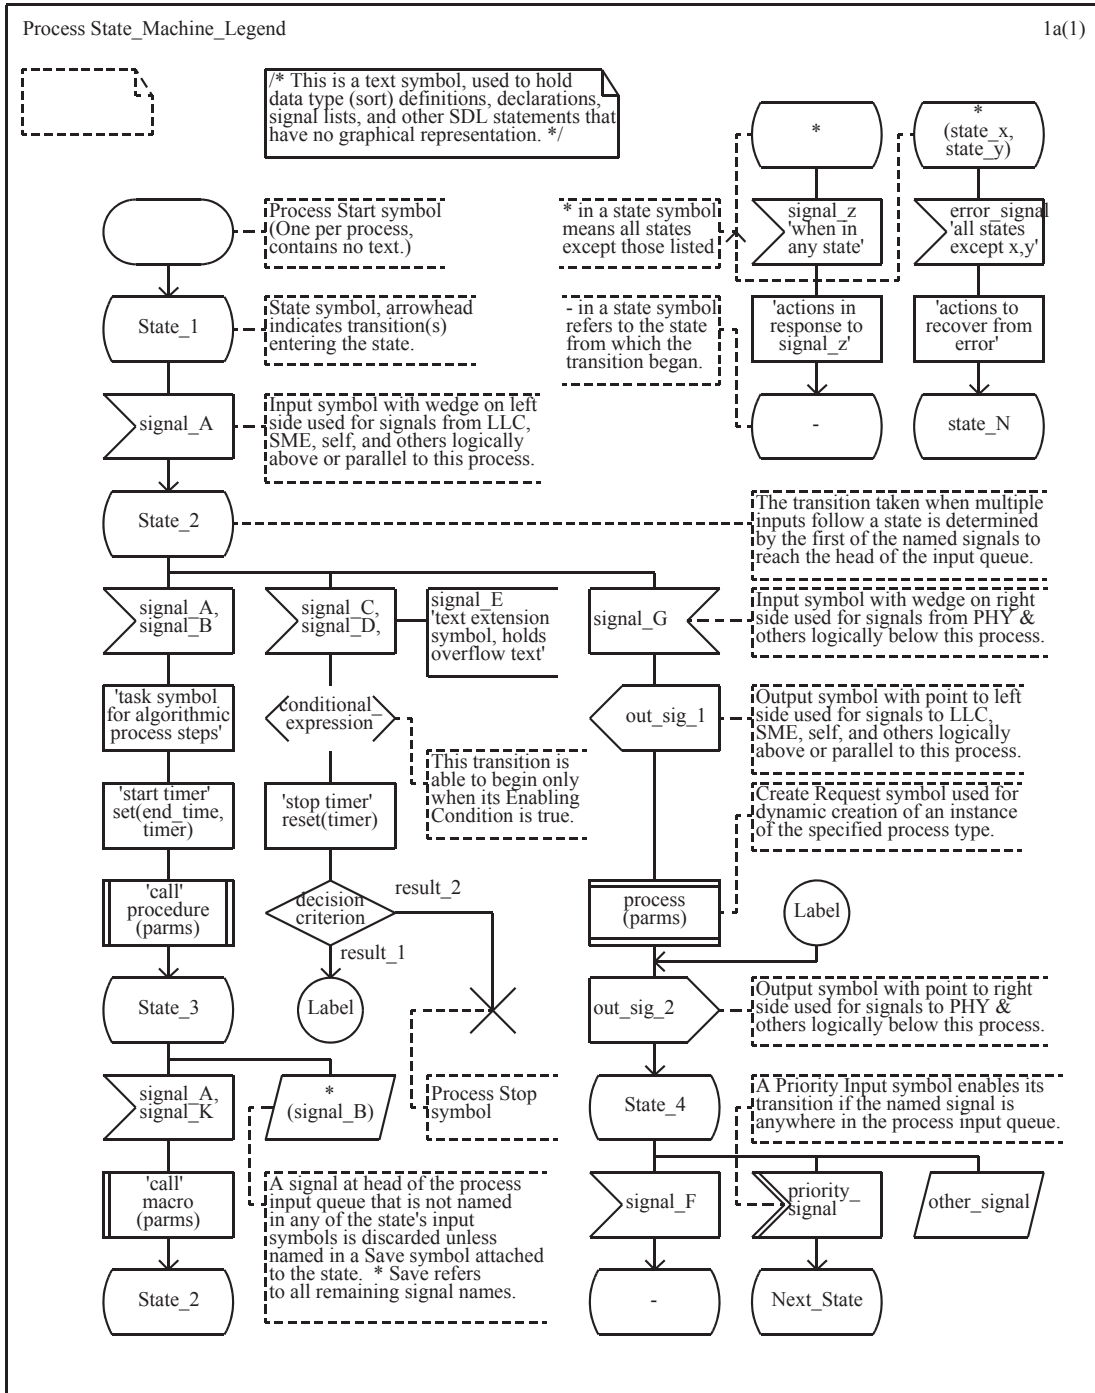 Process State_Machine_Legend
1a(1)
/* This is a text symbol, used to hold
data type (sort) definitions, declarations,
signal lists, and other SDL statements that
have no graphical representation. */
*
*
(state_x,
state_y)
Process Start symbol
(One per process,
contains no text.)
* in a state symbol
means all states
except those listed
signal_z
'when in
any state'
error_signal
'all states
except x,y'
State_1
State symbol, arrowhead
indicates transition(s)
entering the state.
- in a state symbol
refers to the state
from which the
transition began.
'actions in
response to
signal_z'
'actions to
recover from
error'
signal_A
Input symbol with wedge on left
side used for signals from LLC,
SME, self, and others logically
above or parallel to this process.
-
state_N
State_2
The transition taken when multiple
inputs follow a state is determined
by the first of the named signals to
reach the head of the input queue.
signal_A,
signal_B
signal_C,
signal_D,
signal_E
'text extension
symbol, holds
overflow text'
signal_G
Input symbol with wedge on right
side used for signals from PHY &
others logically below this process.
'task symbol
for algorithmic
process steps'
conditional_
expression
out_sig_1
Output symbol with point to left
side used for signals to LLC,
SME, self, and others logically
above or parallel to this process.
This transition is
able to begin only
when its Enabling
Condition is true.
'start timer'
set(end_time,
timer)
'stop timer'
reset(timer)
Create Request symbol used for
dynamic creation of an instance
of the specified process type.
'call'
procedure
(parms)
decision
criterion
result_2
result_1
process
(parms)
Label
State_3
Label
out_sig_2
Output symbol with point to right
side used for signals to PHY &
others logically below this process.
signal_A,
signal_K
*
(signal_B)
Process Stop
symbol
State_4
A Priority Input symbol enables its
transition if the named signal is
anywhere in the process input queue.
'call'
macro
(parms)
A signal at head of the process
input queue that is not named
in any of the state's input
symbols is discarded unless
named in a Save symbol attached
to the state. * Save refers
to all remaining signal names.
signal_F
priority_
signal
other_signal
State_2
-
Next_State